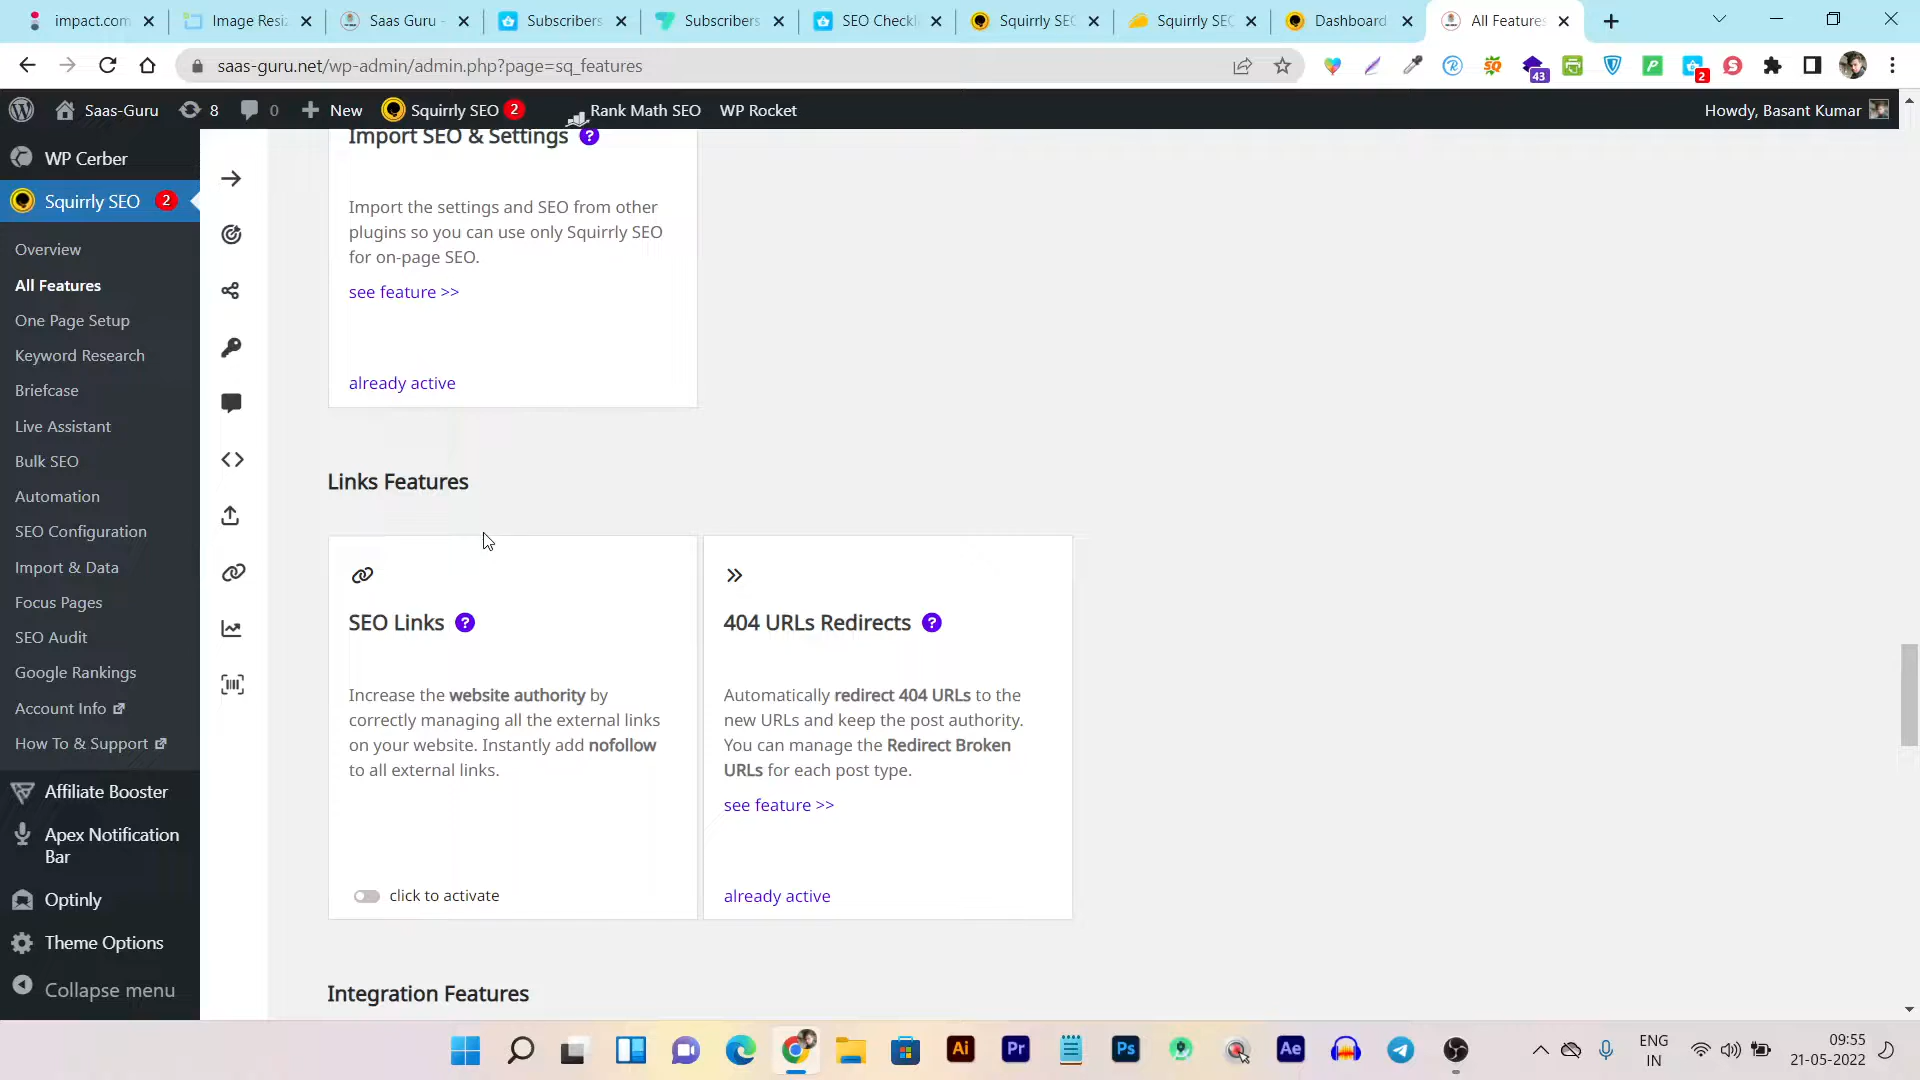 impact.com
Image Resi
Saas Guru -
Subscribers
Subscribers
SEO Checkl
Squirrly SEO
Squirrly SEO
Dashboard
All Features
saas-guru.net/wp-admin/admin.php?page=sq_features
43
2
Saas-Guru
8
0
New
Squirrly SEO 2
Rank Math SEO
WP Rocket
Howdy, Basant Kumar
WP Cerber
Squirrly SEO 2
Overview
All Features
One Page Setup
Keyword Research
Briefcase
Live Assistant
Bulk SEO
Automation
SEO Configuration
Import & Data
Focus Pages
SEO Audit
Google Rankings
Account Info
How To & Support
Affiliate Booster
Apex Notification
Bar
Optinly
Theme Options
Collapse menu
Import SEO & Settings ?
Import the settings and SEO from other
plugins so you can use only Squirrly SEO
for on-page SEO.
see feature >>
already active
Links Features
SEO Links ?
Increase the website authority by
correctly managing all the external links
on your website. Instantly add nofollow
to all external links.
click to activate
404 URLs Redirects ?
Automatically redirect 404 URLs to the
new URLs and keep the post authority.
You can manage the Redirect Broken
URLs for each post type.
see feature >>
already active
Integration Features
Ai
Pr
Ps
Ae
ENG
IN
09:55
21-05-2022